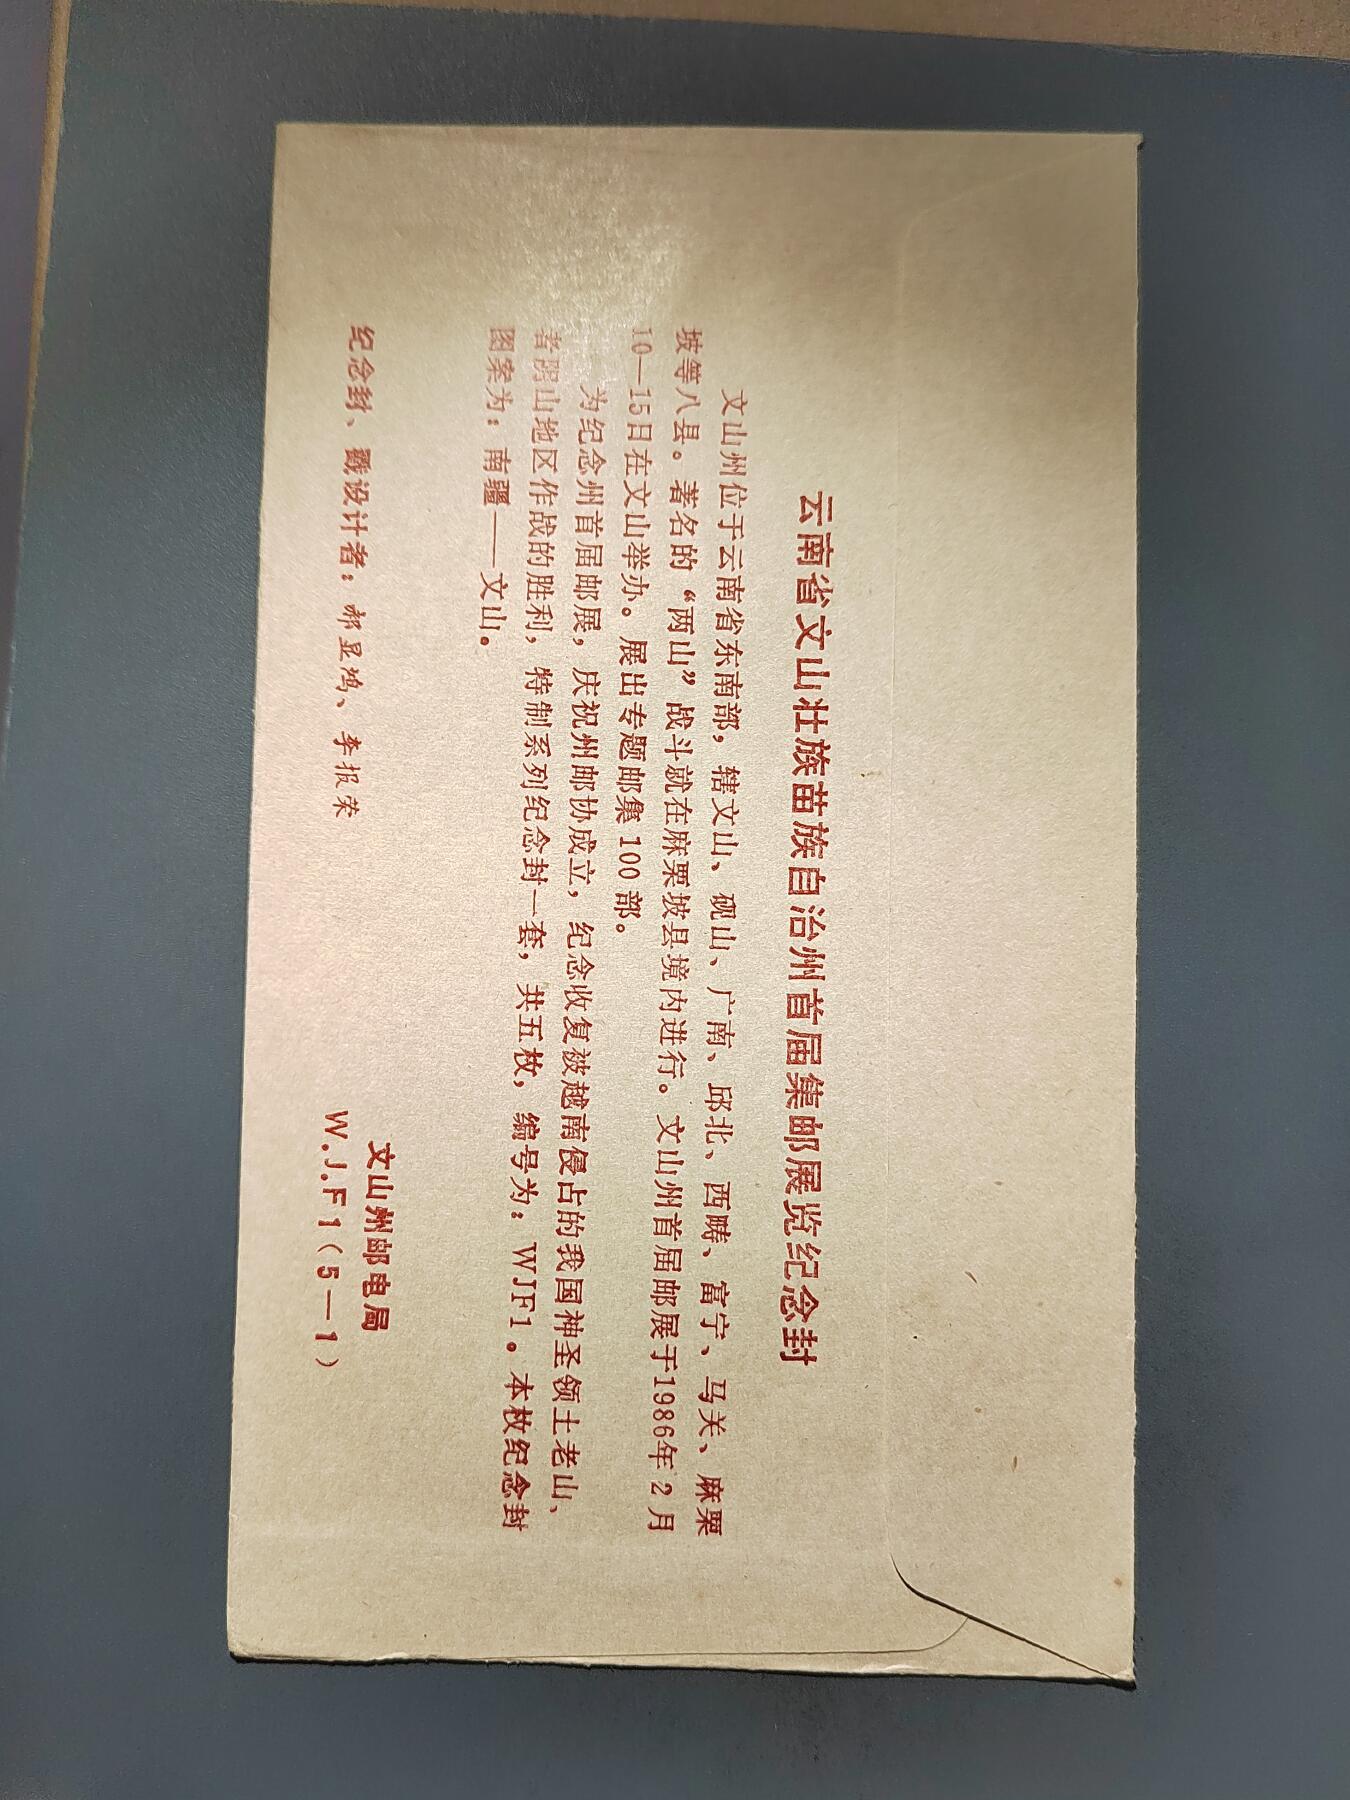 云南省文山壮族苗族自治州首届集邮展览纪念封
文山州位于云南省东南部，辖文山、砚山、广南、邱北、西畴、富宁、马关、麻栗
坡等八县。著名的“两山”战斗就在麻栗坡县境内进行。文山州首届邮展于1986年2月
10—15日在文山举办。展出专题邮集100部。
为纪念州首届邮展，庆祝州邮协成立，纪念收复被越南侵占的我国神圣领土老山、
者阴山地区作战的胜利，特制系列纪念封一套，共五枚，编号为：WJF1。本枚纪念封
图案为：南疆——文山。
文山州邮电局
纪念封、戳设计者：郝显鸿、李报荣
W.J.F1（5—1）